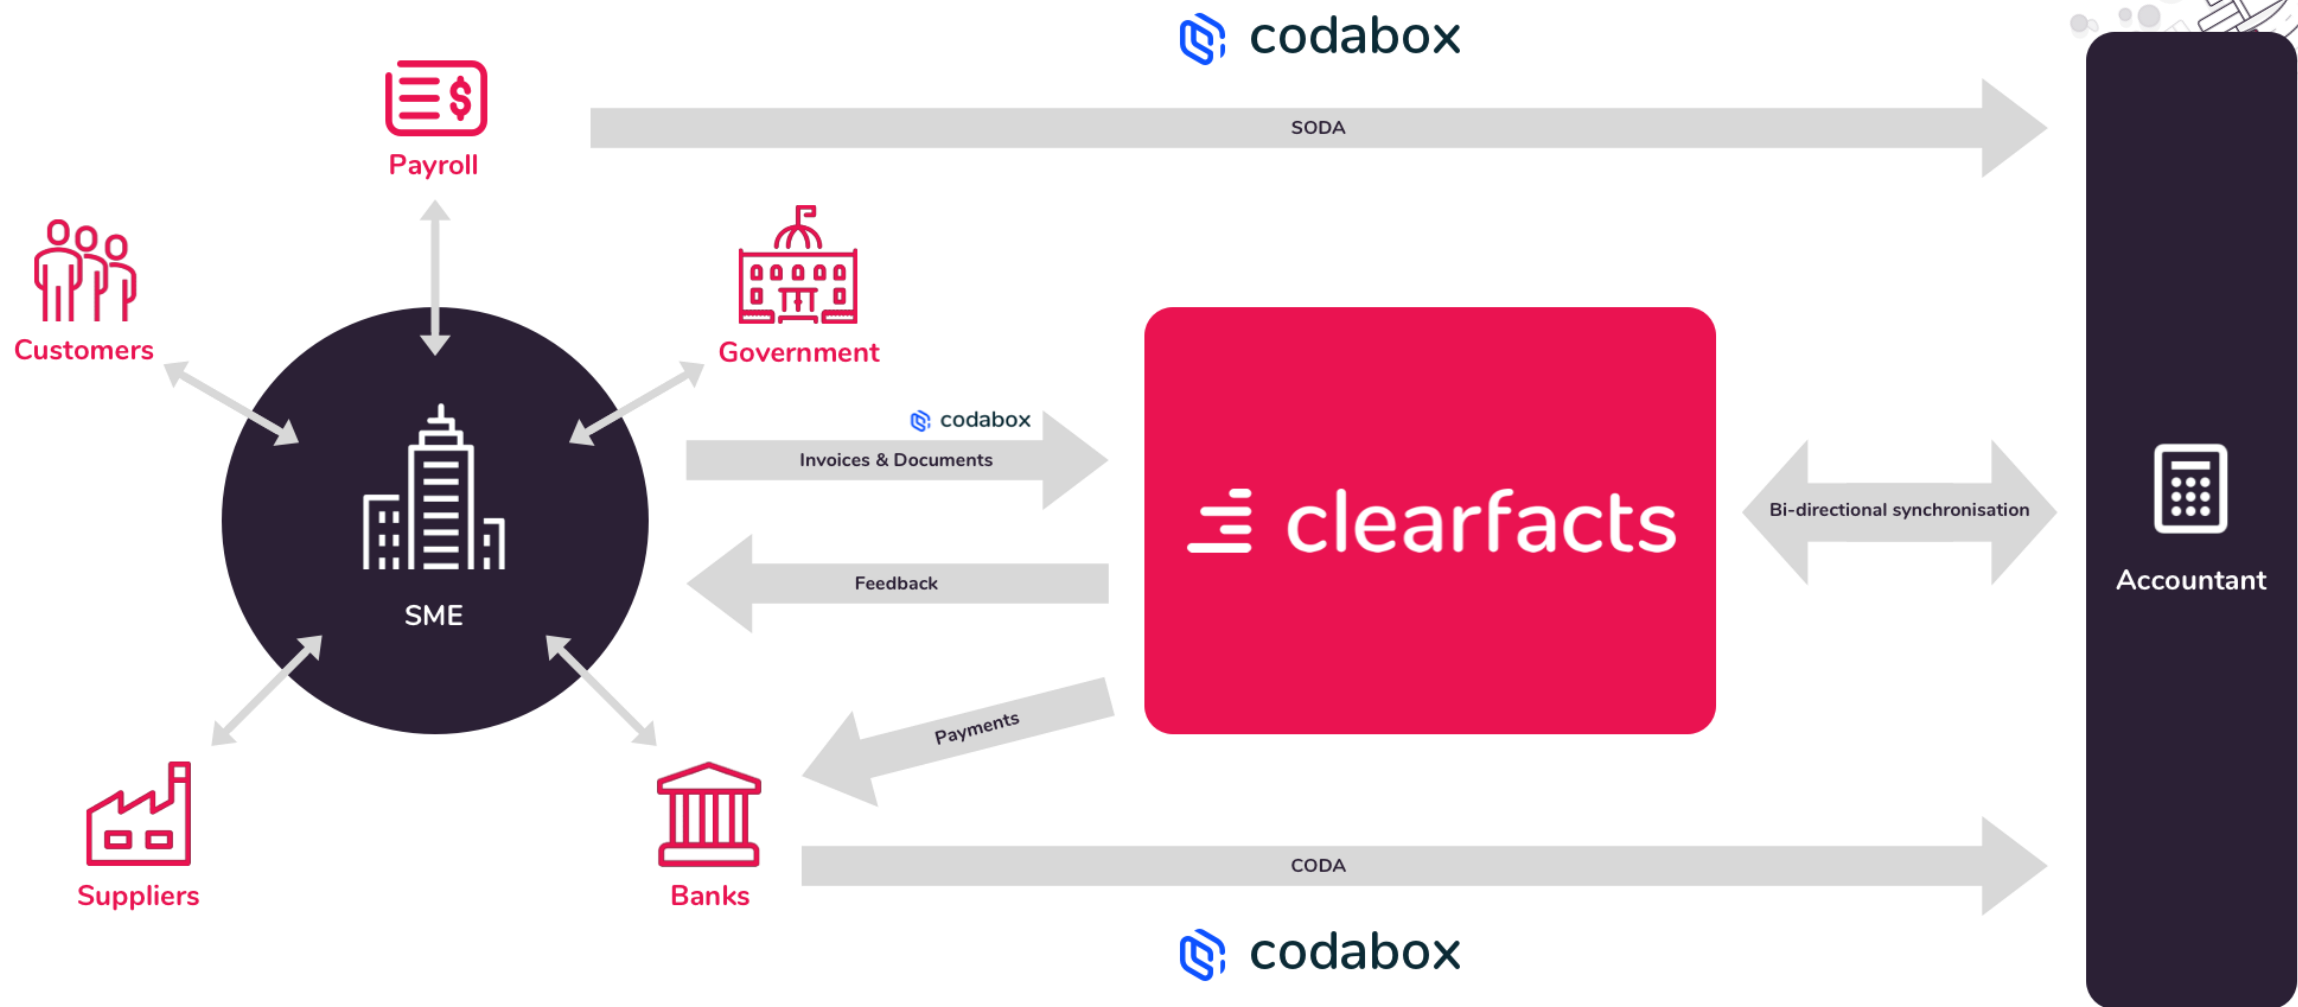 codabox
SODA
Payroll
Customers
Government
codabox
Invoices & Documents
clearfacts
Bi-directional synchronisation
Accountant
Feedback
SME
Payments
CODA
Suppliers
Banks
codabox